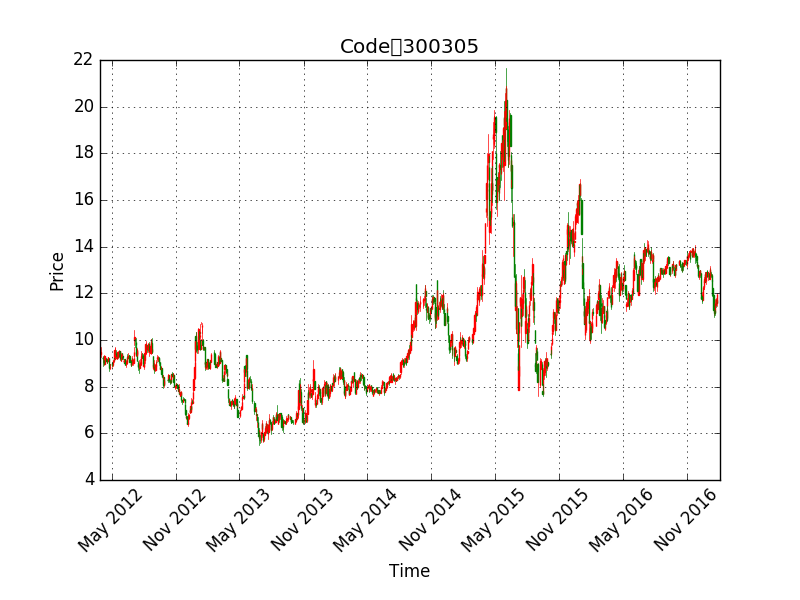 Code▯300305
Price
22
20
18
16
14
12
10
8
6
4
May 2012
Nov 2012
May 2013
Nov 2013
May 2014
Nov 2014
May 2015
Nov 2015
May 2016
Nov 2016
Time